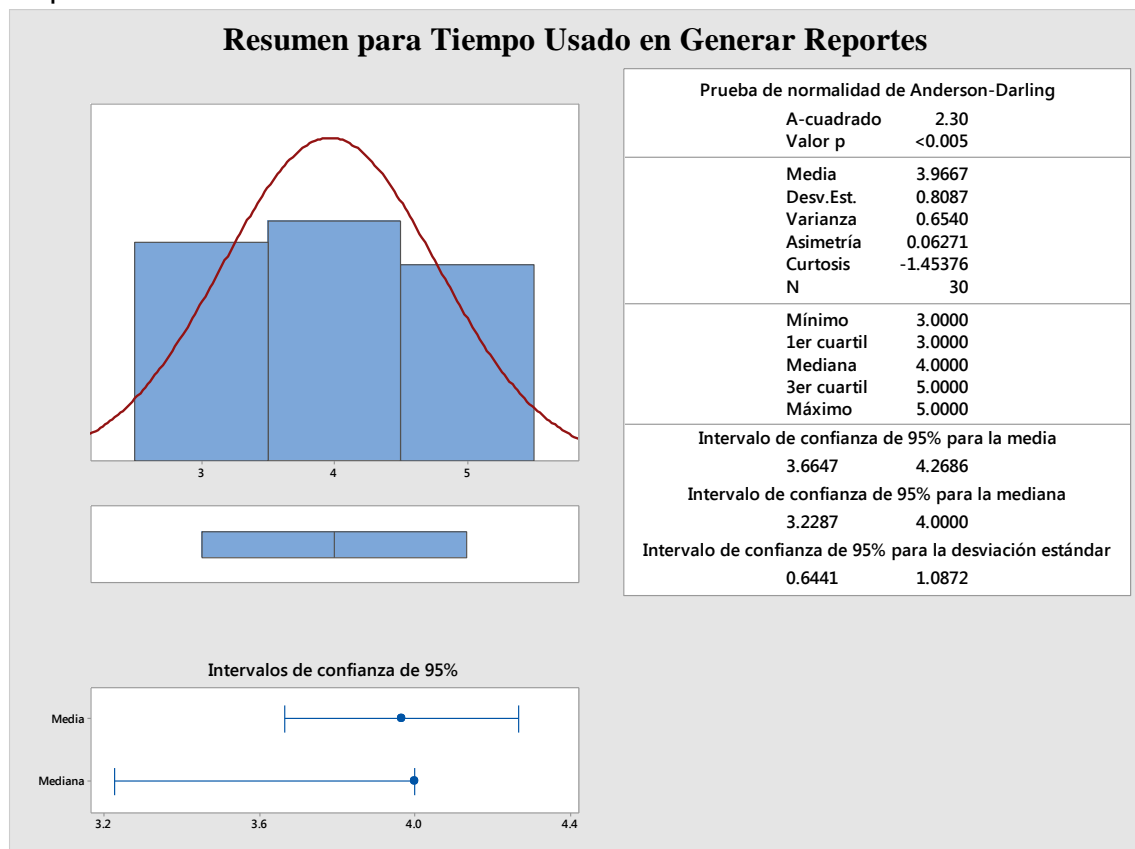 Resumen para Tiempo Usado en Generar Reportes
3 4 5
Prueba de normalidad de Anderson-Darling
A-cuadrado 2.30
Valor p <0.005
Media 3.9667
Desv.Est. 0.8087
Varianza 0.6540
Asimetría 0.06271
Curtosis -1.45376
N 30
Mínimo 3.0000
1er cuartil 3.0000
Mediana 4.0000
3er cuartil 5.0000
Máximo 5.0000
Intervalo de confianza de 95% para la media
3.6647 4.2686
Intervalo de confianza de 95% para la mediana
3.2287 4.0000
Intervalo de confianza de 95% para la desviación estándar
0.6441 1.0872
Intervalos de confianza de 95%
Media
Mediana
3.2 3.6 4.0 4.4